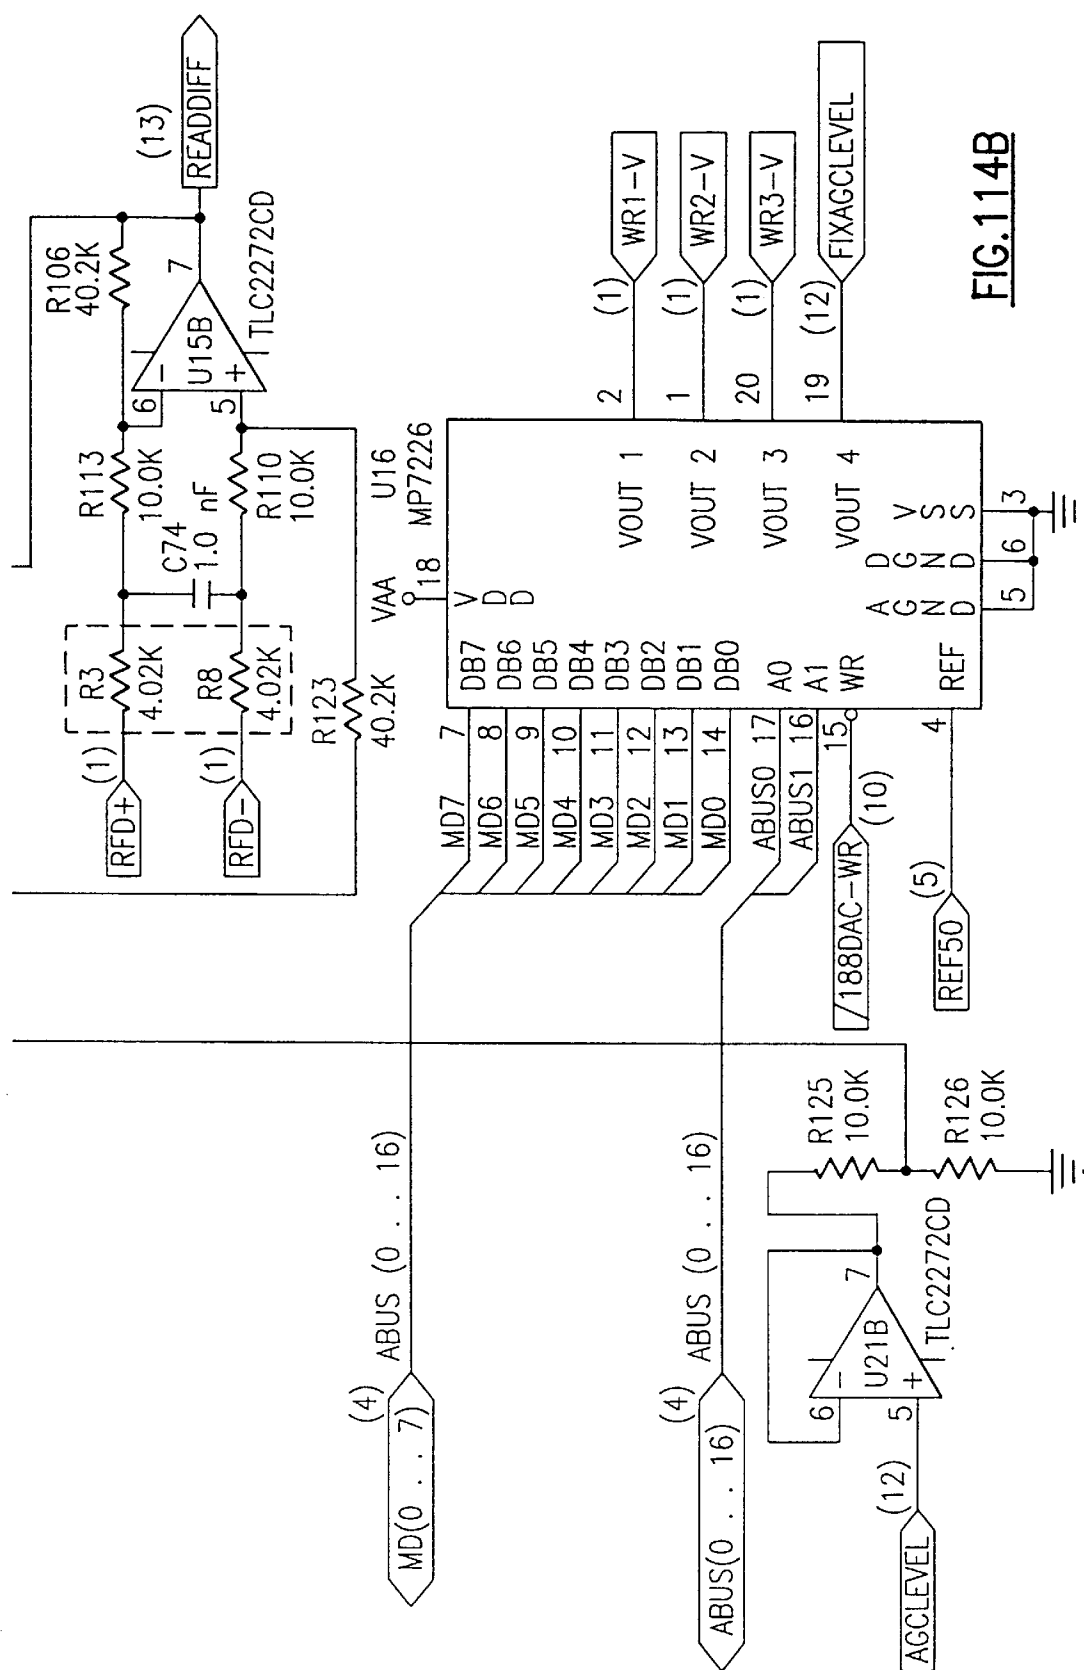 (13)
READDIFF
R106
40.2K
7
U15B
TLC2272CD
6
-
5
+
R113
10.0K
C74
1.0 nF
R110
10.0K
R3
4.02K
R8
4.02K
(1)
RFD+
(1)
RFD-
R123
40.2K
U16
MP7226
VAA
18
VDD
MD7 7 DB7
MD6 8 DB6
MD5 9 DB5
MD4 10 DB4
MD3 11 DB3
MD2 12 DB2
MD1 13 DB1
MD0 14 DB0
ABUS0 17 A0
ABUS1 16 A1
15 WR
/188DAC-WR
(10)
4 REF
(5)
REF50
VOUT 1 2 (1) WR1-V
VOUT 2 1 (1) WR2-V
VOUT 3 20 (1) WR3-V
VOUT 4 19 (12) FIXAGCLEVEL
AGND DGND VSS
5 6 3
MD(0 . . 7)
(4)
ABUS (0 . . 16)
ABUS(0 . . 16)
(4)
ABUS (0 . . 16)
AGCLEVEL
(12)
6
-
5
+
U21B
7
TLC2272CD
R125
10.0K
R126
10.0K
FIG.114B